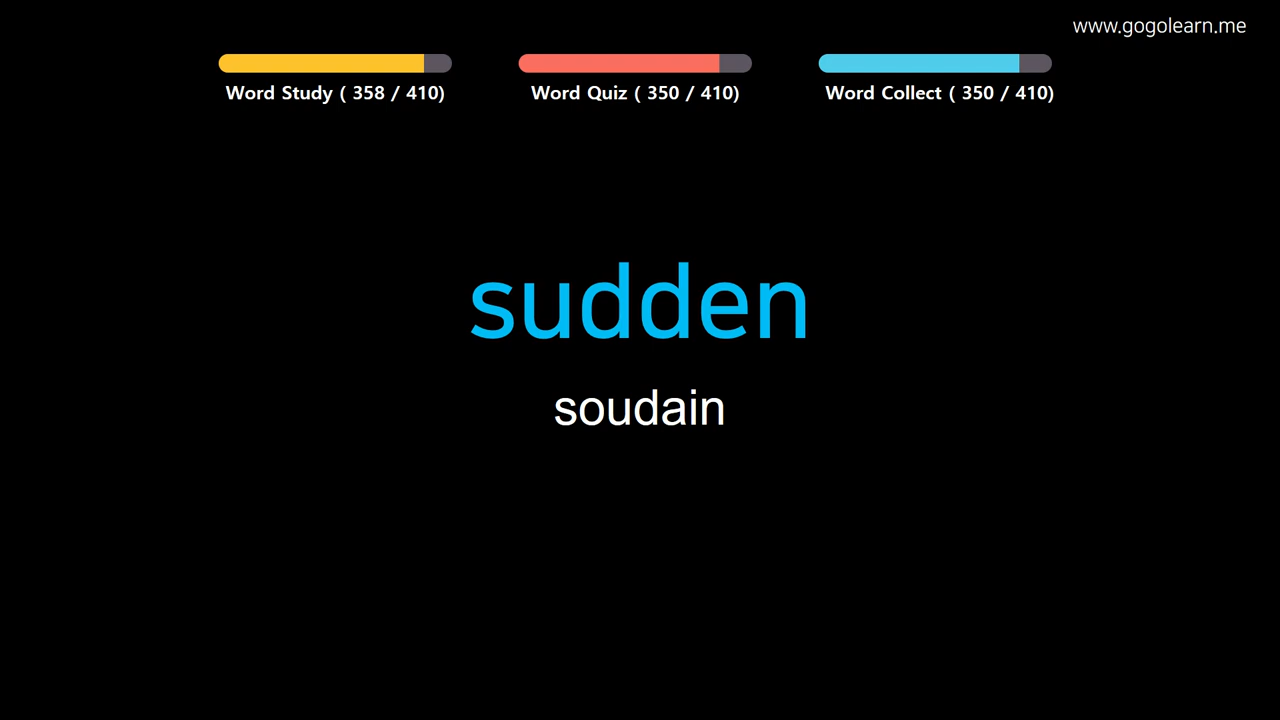 www.gogolearn.me
Word Study ( 358 / 410)
Word Quiz ( 350 / 410)
Word Collect ( 350 / 410)
sudden
soudain